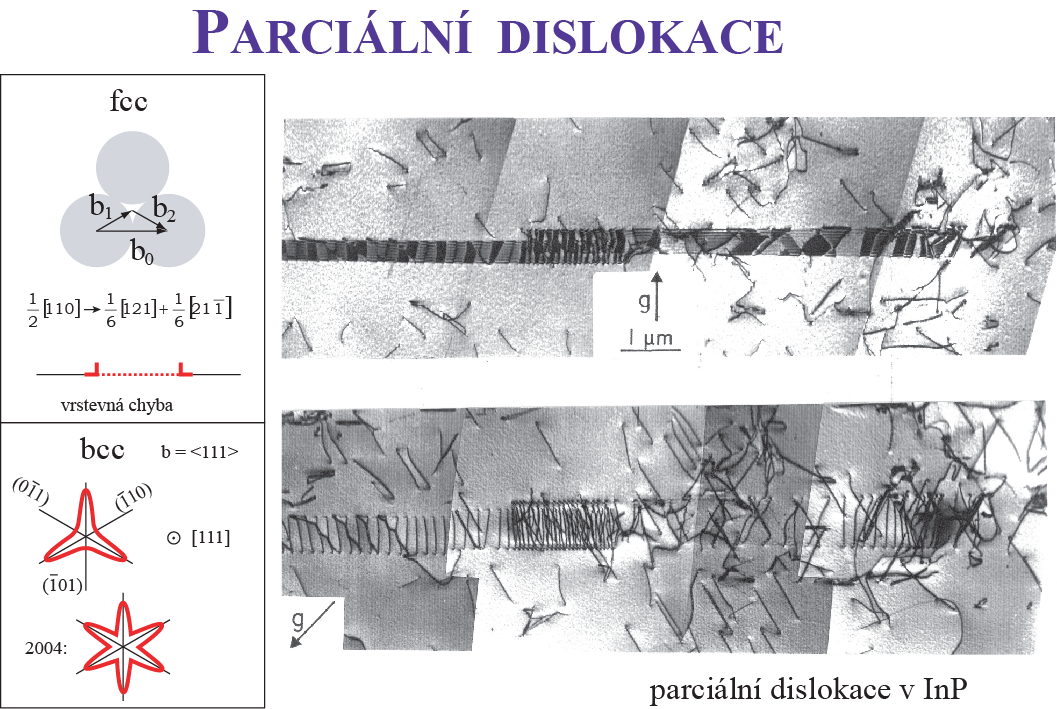 PARCIÁLNÍ DISLOKACE
fcc
b₁ b₂
b₀
1/2 [110] → 1/6 [121] + 1/6 [211̄]
vrstevná chyba
bcc
b = <111>
(01̄1) (1̄10)
⊙ [111]
(1̄01)
2004:
g
1 µm
g
parciální dislokace v InP